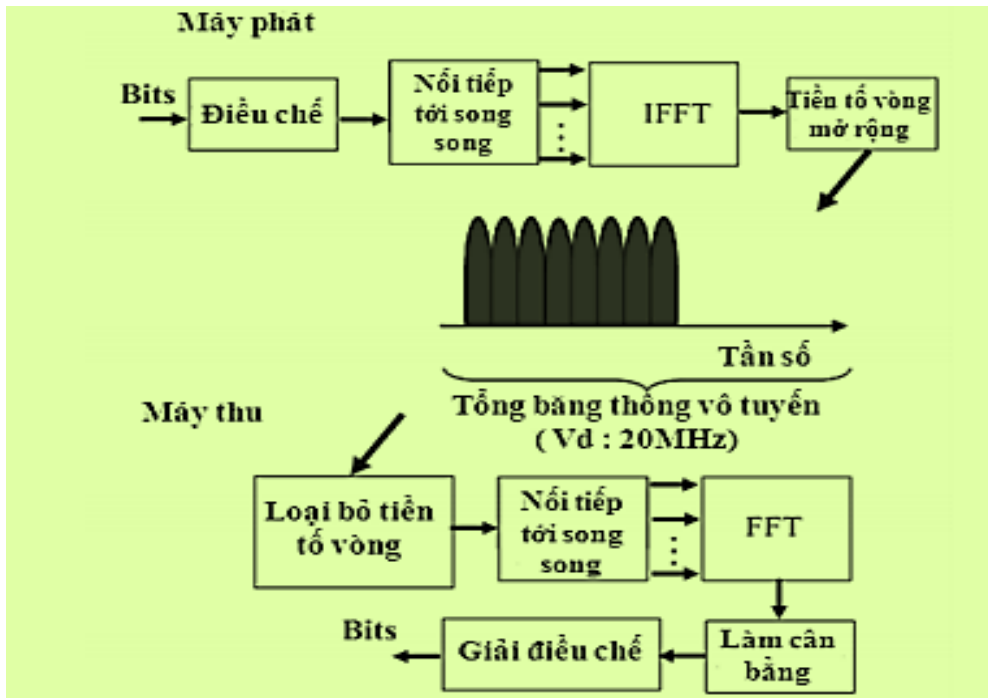 Máy phát
Bits
Điều chế
Nối tiếp
tới song
song
IFFT
Tiền tố vòng
mở rộng
Tần số
Tổng băng thông vô tuyến
( Vd : 20MHz)
Máy thu
Loại bỏ tiền
tố vòng
Nối tiếp
tới song
song
FFT
Làm cân
bằng
Giải điều chế
Bits